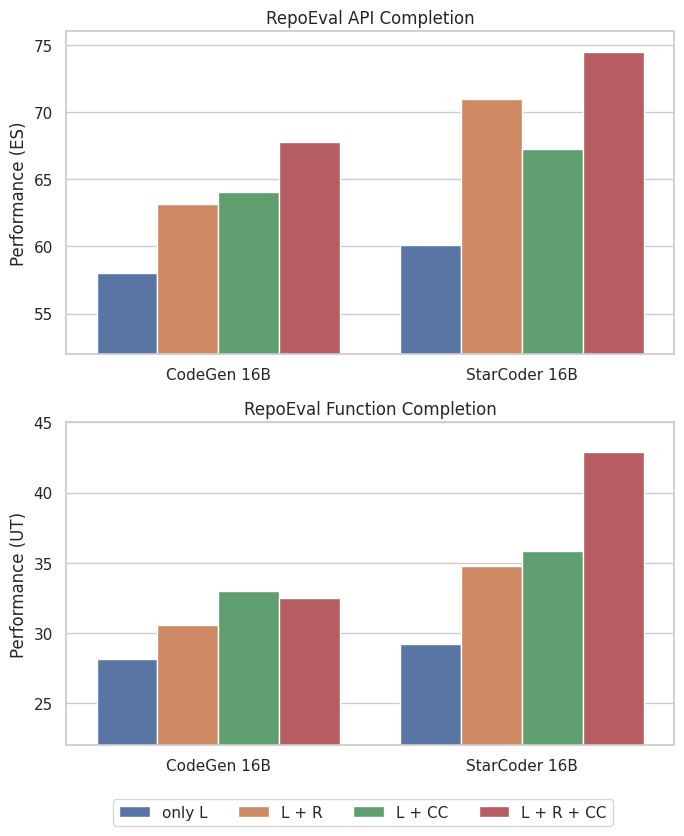 RepoEval API Completion
Performance (ES)
75
70
65
60
55
CodeGen 16B
StarCoder 16B
RepoEval Function Completion
Performance (UT)
45
40
35
30
25
CodeGen 16B
StarCoder 16B
only L
L + R
L + CC
L + R + CC